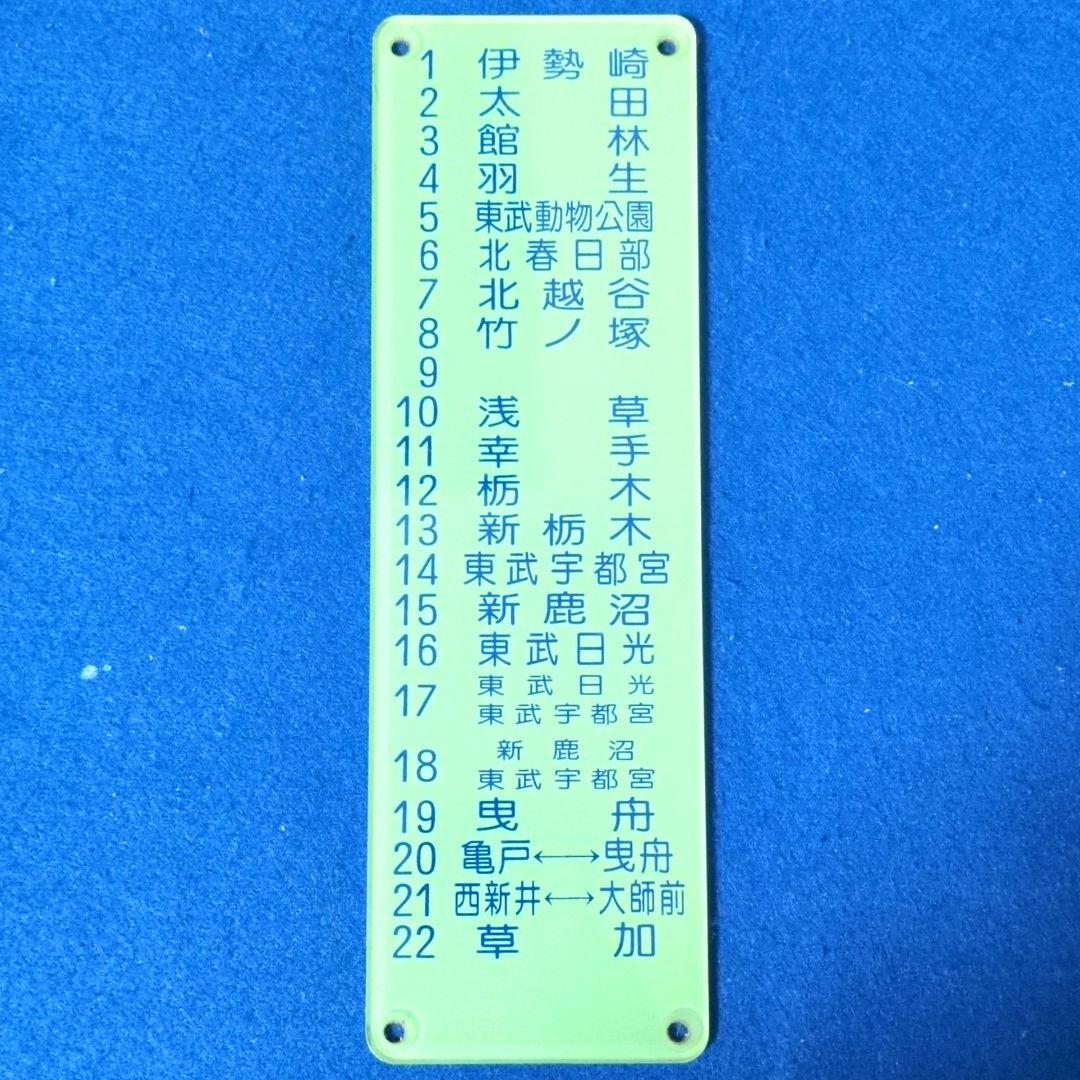 1 伊勢崎
2 太田
3 館林
4 羽生
5 東武動物公園
6 北春日部
7 北越谷
8 竹ノ塚
9
10 浅草
11 幸手
12 栃木
13 新栃木
14 東武宇都宮
15 新鹿沼
16 東武日光
17 東武日光
東武宇都宮
18 新鹿沼
東武宇都宮
19 曳舟
20 亀戸←→曳舟
21 西新井←→大師前
22 草加